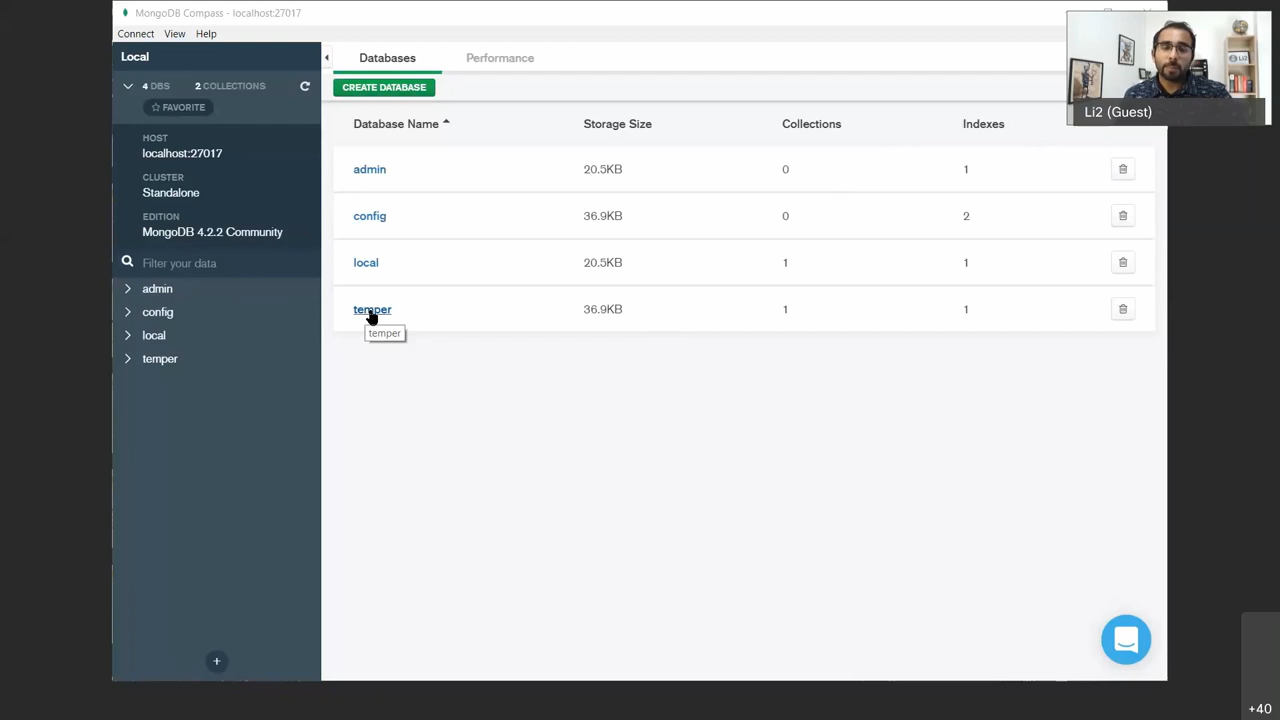 MongoDB Compass - localhost:27017
Connect View Help
Local
4 DBS 2 COLLECTIONS
FAVORITE
HOST
localhost:27017
CLUSTER
Standalone
EDITION
MongoDB 4.2.2 Community
Filter your data
admin
config
local
temper
Databases Performance
CREATE DATABASE
Database Name Storage Size Collections Indexes
admin 20.5KB 0 1
config 36.9KB 0 2
local 20.5KB 1 1
temper 36.9KB 1 1
temper
Li2
Li2 (Guest)
+40